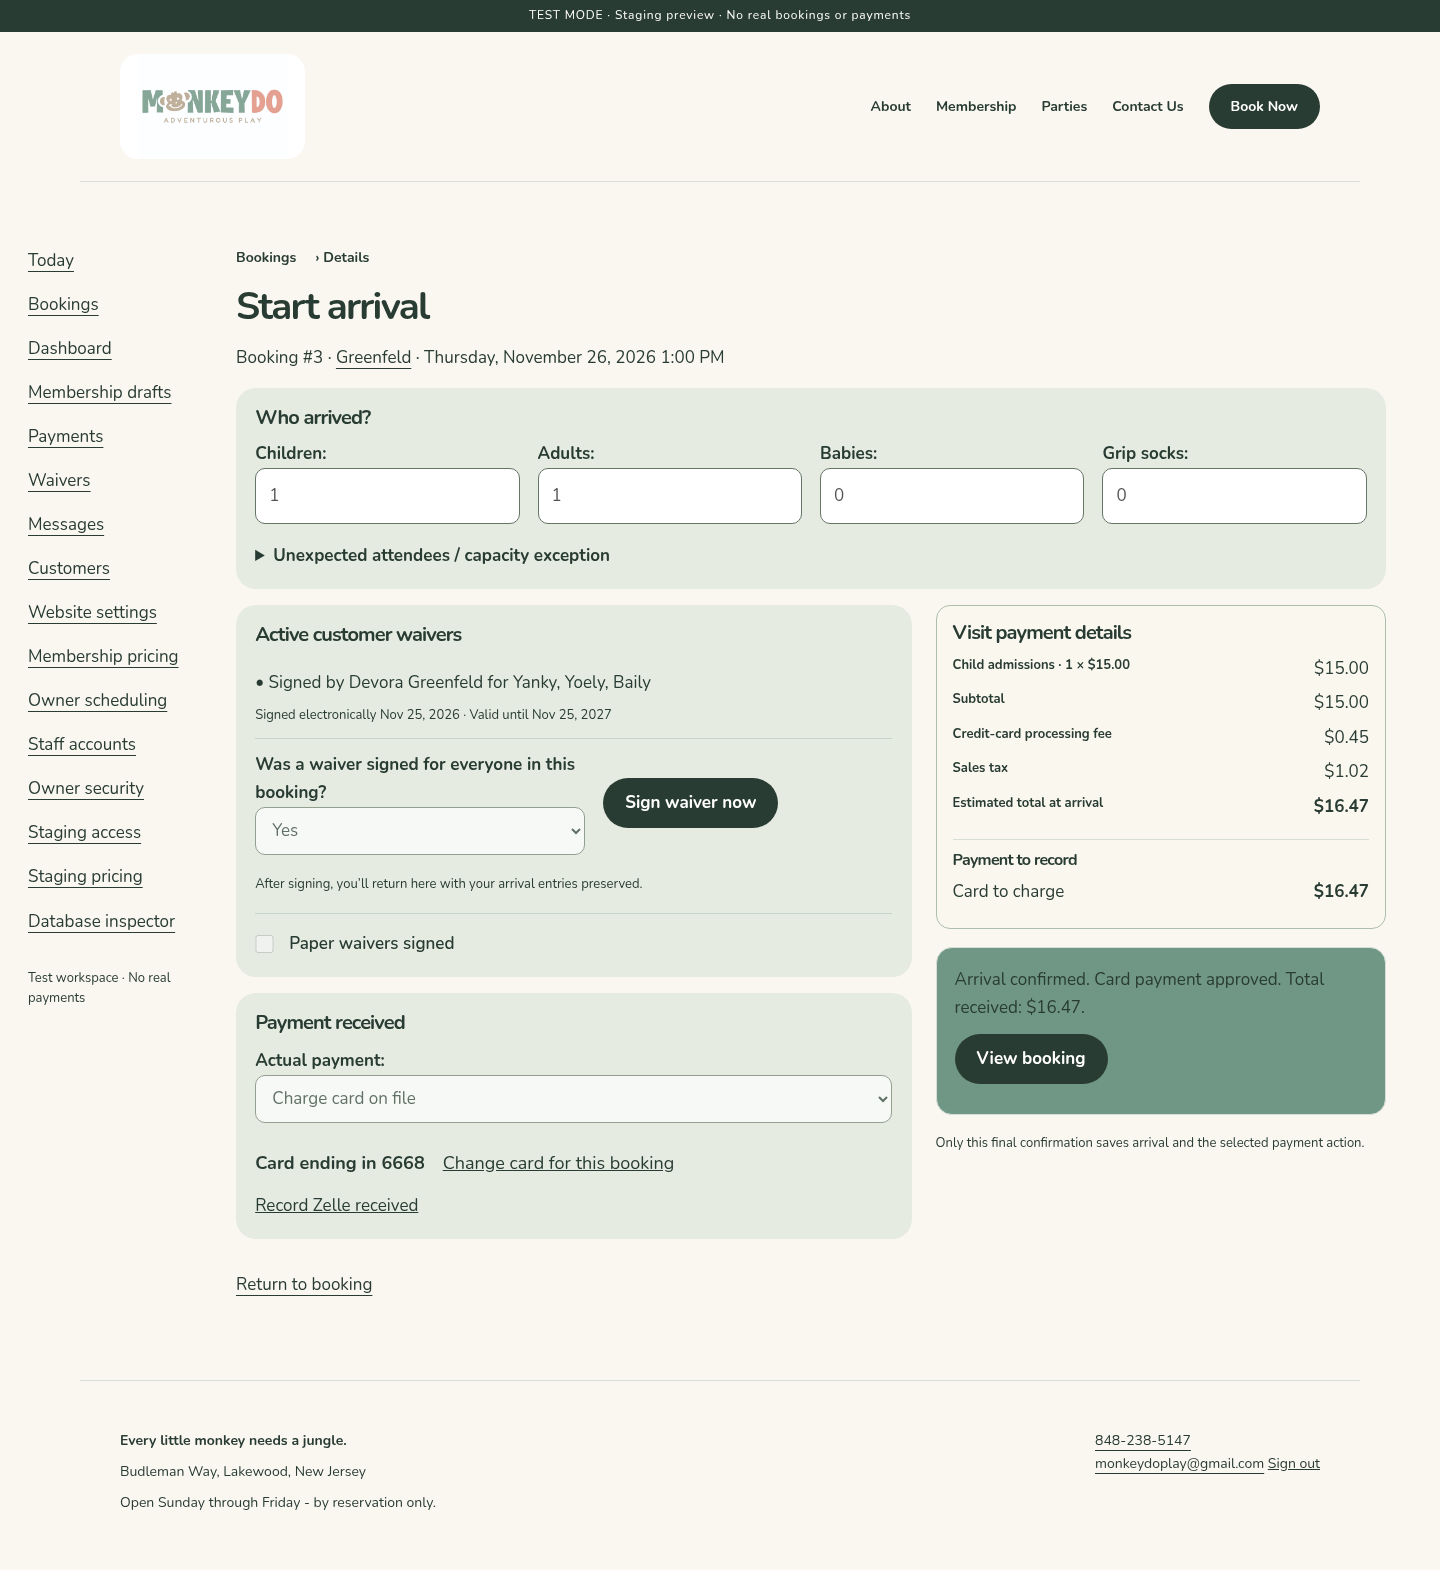 TEST MODE · Staging preview · No real bookings or payments
MONKEYDO
ADVENTUROUS PLAY
About Membership Parties Contact Us Book Now
Today
Bookings
Dashboard
Membership drafts
Payments
Waivers
Messages
Customers
Website settings
Membership pricing
Owner scheduling
Staff accounts
Owner security
Staging access
Staging pricing
Database inspector
Test workspace · No real
payments
Bookings › Details
Start arrival
Booking #3 · Greenfeld · Thursday, November 26, 2026 1:00 PM
Who arrived?
Children: Adults: Babies: Grip socks:
1 1 0 0
▶ Unexpected attendees / capacity exception
Active customer waivers
• Signed by Devora Greenfeld for Yanky, Yoely, Baily
Signed electronically Nov 25, 2026 · Valid until Nov 25, 2027
Was a waiver signed for everyone in this
booking?
Yes
Sign waiver now
After signing, you’ll return here with your arrival entries preserved.
Paper waivers signed
Payment received
Actual payment:
Charge card on file
Card ending in 6668 Change card for this booking
Record Zelle received
Visit payment details
Child admissions · 1 × $15.00 $15.00
Subtotal $15.00
Credit-card processing fee $0.45
Sales tax $1.02
Estimated total at arrival $16.47
Payment to record
Card to charge $16.47
Arrival confirmed. Card payment approved. Total
received: $16.47.
View booking
Only this final confirmation saves arrival and the selected payment action.
Return to booking
Every little monkey needs a jungle.
Budleman Way, Lakewood, New Jersey
Open Sunday through Friday - by reservation only.
848-238-5147
monkeydoplay@gmail.com Sign out